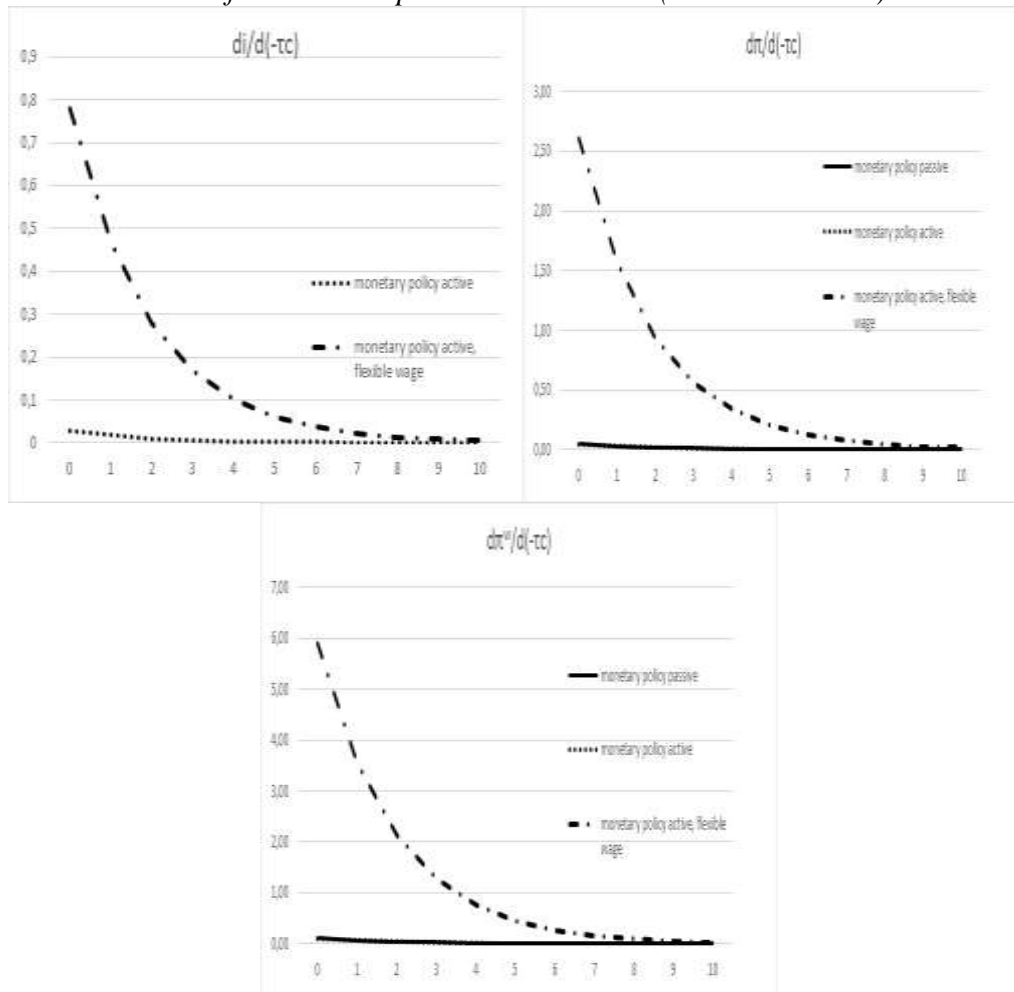 di/d(-τc)
0,9
0,8
0,7
0,6
0,5
0,4
0,3
0,2
0,1
0
0 1 2 3 4 5 6 7 8 9 10
monetary policy active
monetary policy active,
flexible wage
dπ/d(-τc)
3,00
2,50
2,00
1,50
1,00
0,50
0,00
0 1 2 3 4 5 6 7 8 9 10
monetary policy passive
monetary policy active
monetary policy active, flexible
wage
dπʷ/d(-τc)
7,00
6,00
5,00
4,00
3,00
2,00
1,00
0,00
0 1 2 3 4 5 6 7 8 9 10
monetary policy passive
monetary policy active
monetary policy active, flexible
wage